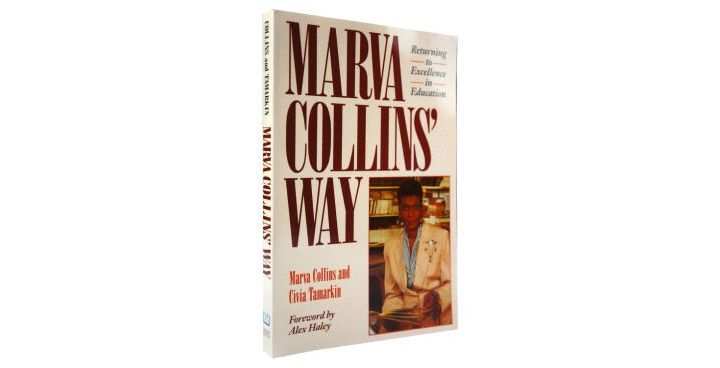 COLLINS and TAMARKIN
MARVA COLLINS' WAY
MARVA
COLLINS'
WAY
Returning
to
Excellence
in
Education
Marva Collins and
Civia Tamarkin
Foreword by
Alex Haley